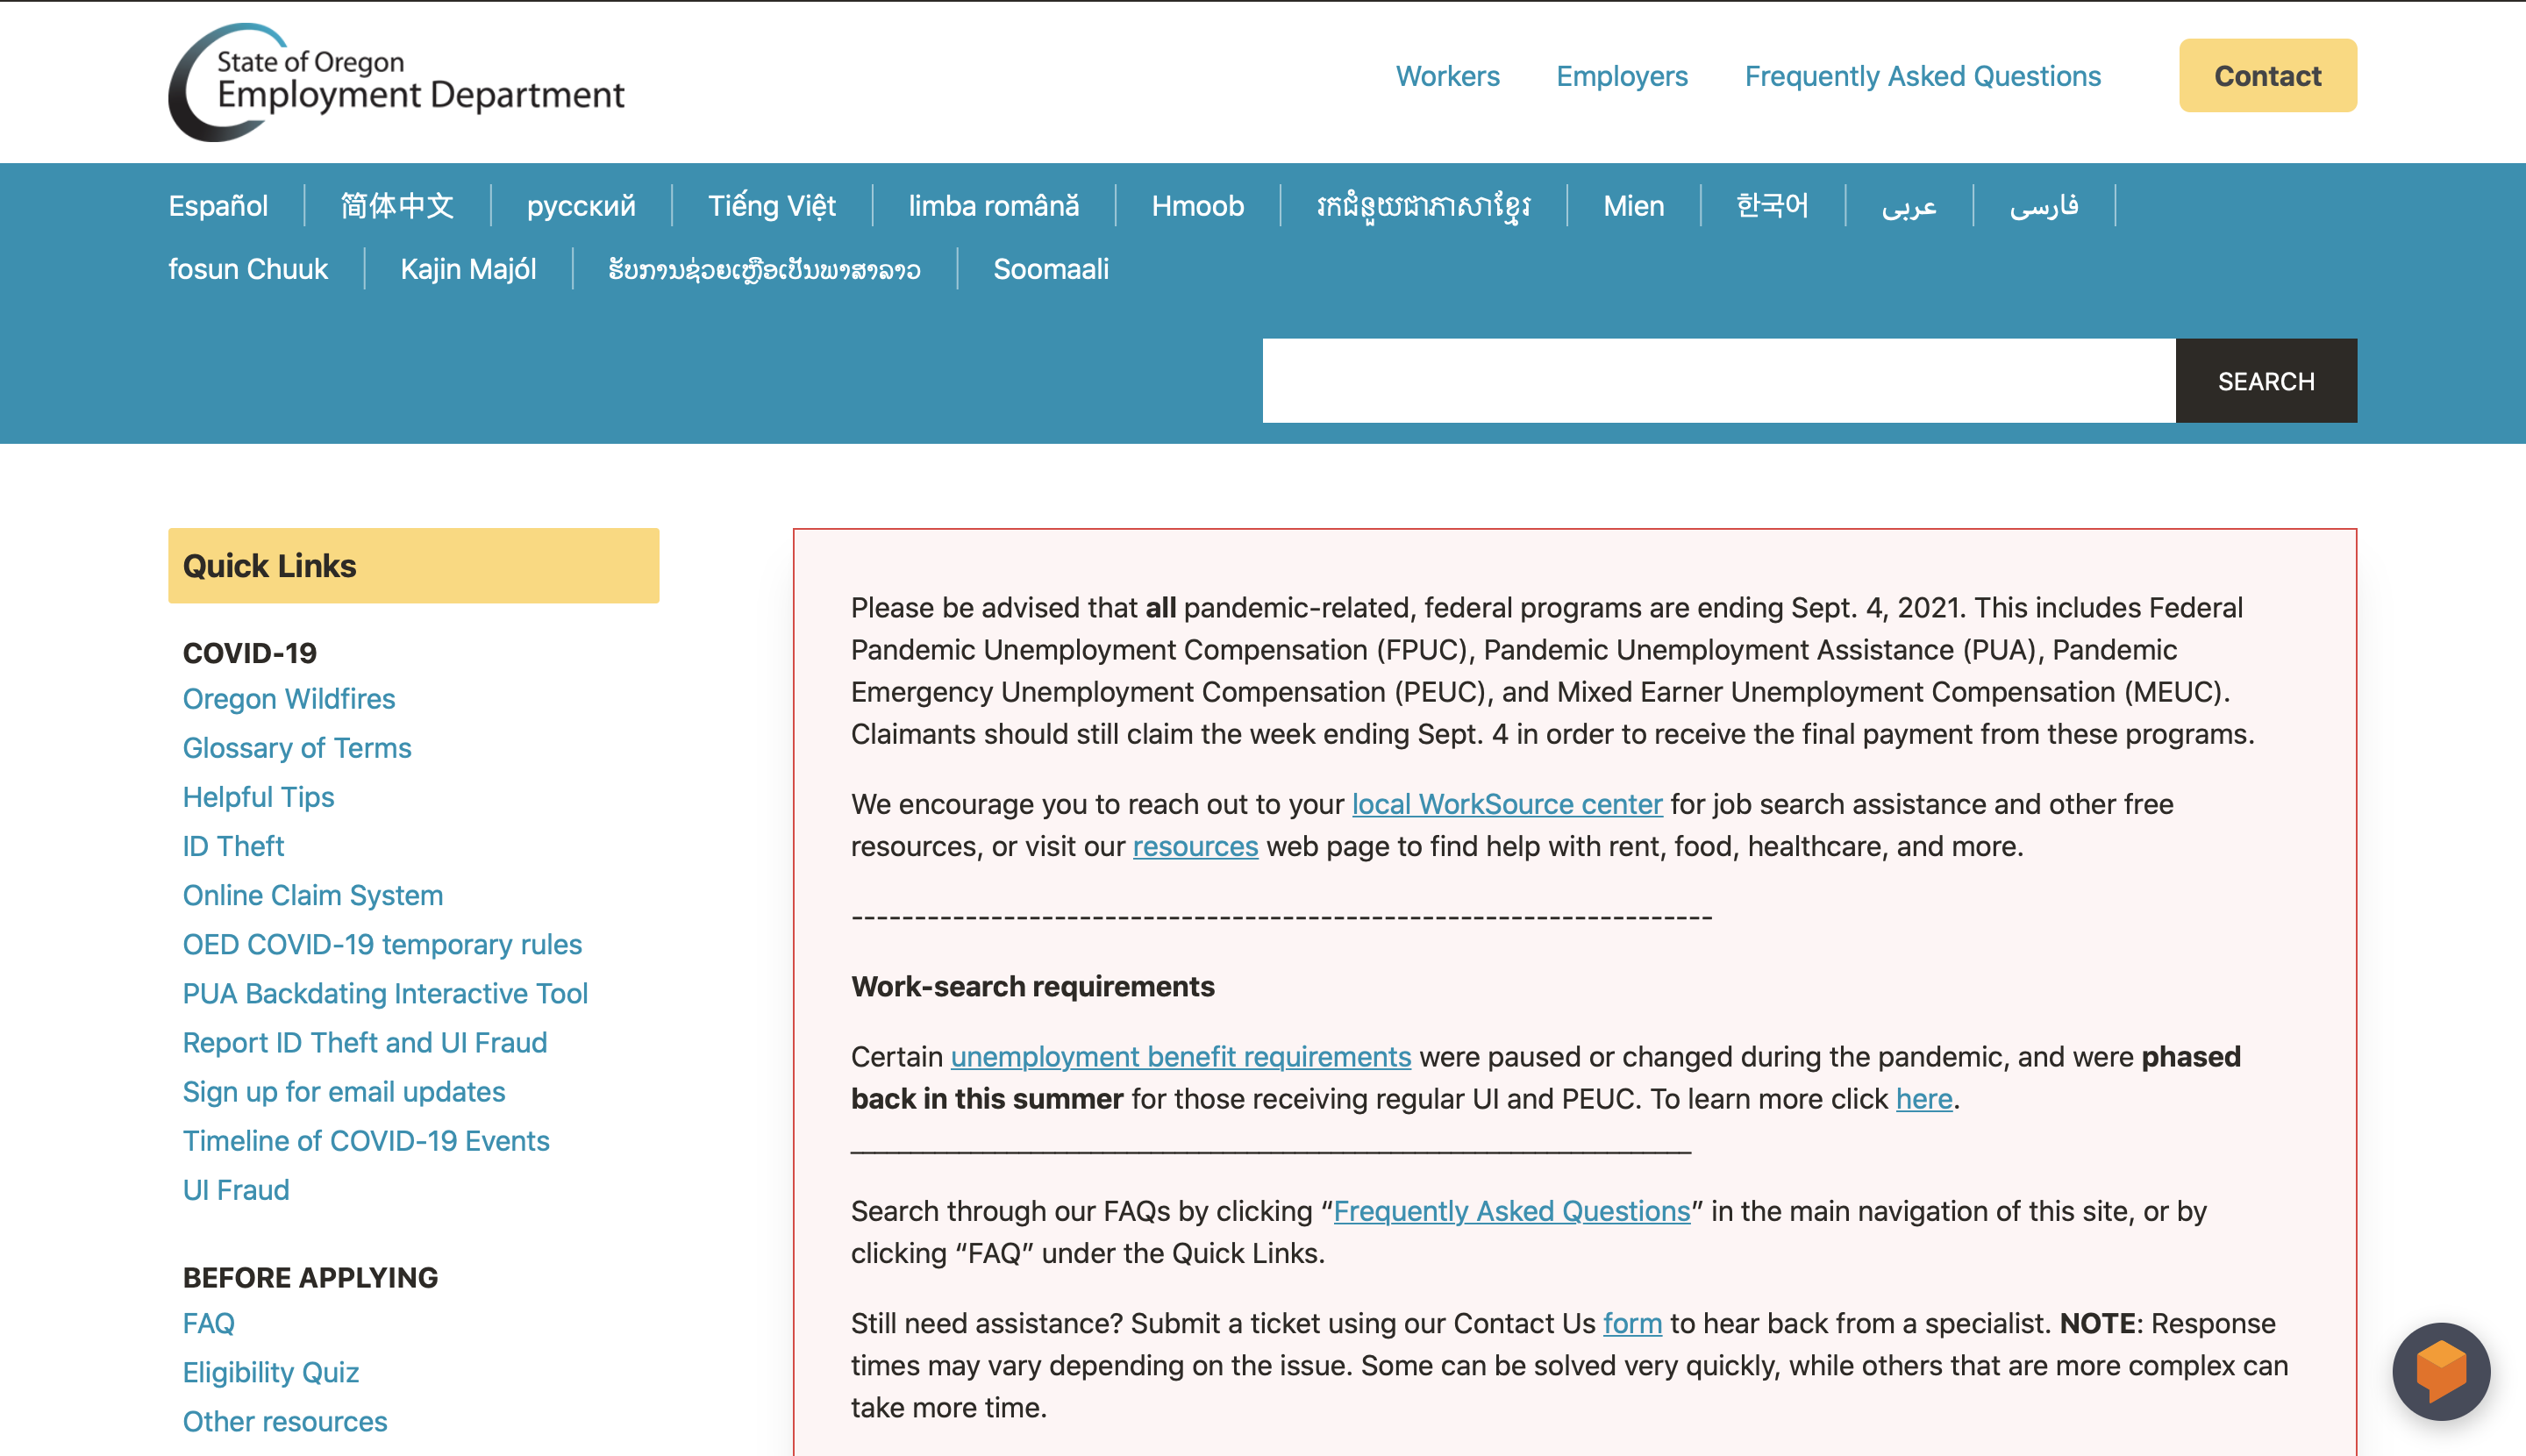 State of Oregon
Employment Department
Workers
Employers
Frequently Asked Questions
Contact
Español
简体中文
русский
Tiếng Việt
limba română
Hmoob
រកជំនួយជាភាសាខ្មែរ
Mien
한국어
عربى
فارسی
fosun Chuuk
Kajin Majól
ຮັບການຊ່ວຍເຫຼືອເປັນພາສາລາວ
Soomaali
SEARCH
Quick Links
COVID-19
Oregon Wildfires
Glossary of Terms
Helpful Tips
ID Theft
Online Claim System
OED COVID-19 temporary rules
PUA Backdating Interactive Tool
Report ID Theft and UI Fraud
Sign up for email updates
Timeline of COVID-19 Events
UI Fraud
BEFORE APPLYING
FAQ
Eligibility Quiz
Other resources
Please be advised that all pandemic-related, federal programs are ending Sept. 4, 2021. This includes Federal
Pandemic Unemployment Compensation (FPUC), Pandemic Unemployment Assistance (PUA), Pandemic
Emergency Unemployment Compensation (PEUC), and Mixed Earner Unemployment Compensation (MEUC).
Claimants should still claim the week ending Sept. 4 in order to receive the final payment from these programs.
We encourage you to reach out to your local WorkSource center for job search assistance and other free
resources, or visit our resources web page to find help with rent, food, healthcare, and more.
--------------------------------------------------------------------
Work-search requirements
Certain unemployment benefit requirements were paused or changed during the pandemic, and were phased
back in this summer for those receiving regular UI and PEUC. To learn more click here.
____________________________________________________________
Search through our FAQs by clicking “Frequently Asked Questions” in the main navigation of this site, or by
clicking “FAQ” under the Quick Links.
Still need assistance? Submit a ticket using our Contact Us form to hear back from a specialist. NOTE: Response
times may vary depending on the issue. Some can be solved very quickly, while others that are more complex can
take more time.